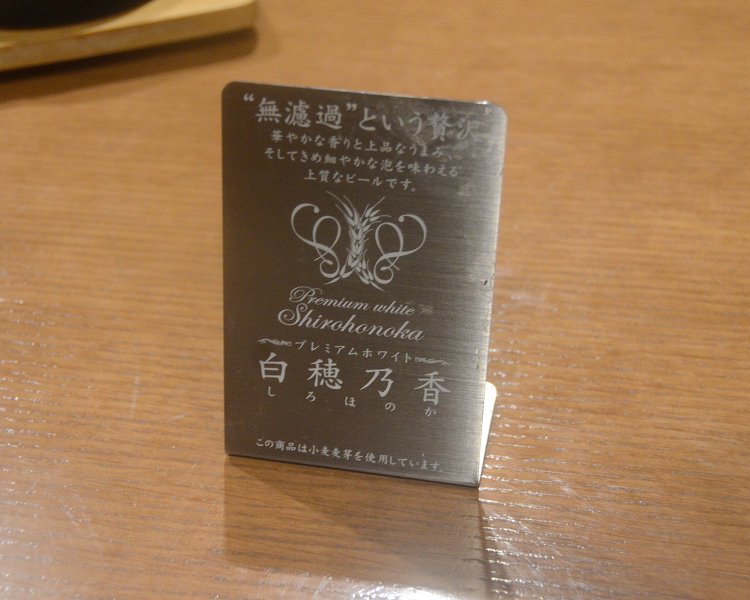 “無濾過”という贅沢
華やかな香りと上品なうまみ、
そしてきめ細やかな泡を味わえる
上質なビールです。
Premium white
Shirohonoka
プレミアムホワイト
白穂乃香
しろほのか
この商品は小麦麦芽を使用しています。